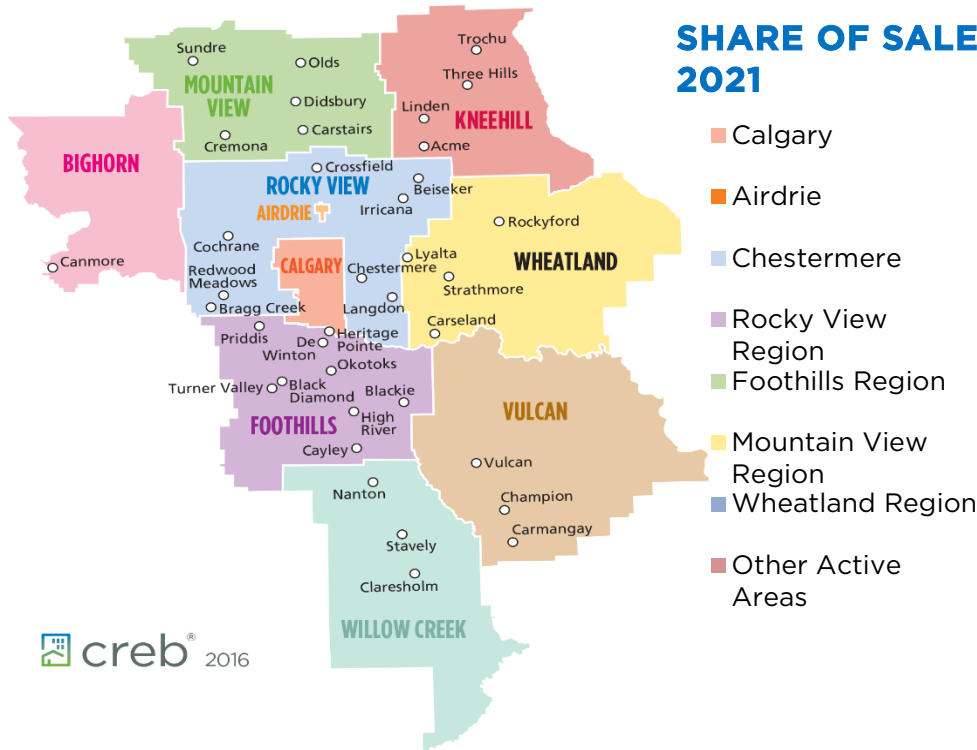 SHARE OF SALE
2021
Calgary
Airdrie
Chestermere
Rocky View
Region
Foothills Region
Mountain View
Region
Wheatland Region
Other Active
Areas
Sundre
Olds
MOUNTAIN
VIEW
Didsbury
Carstairs
Cremona
Trochu
Three Hills
Linden
KNEEHILL
Acme
BIGHORN
Canmore
Crossfield
ROCKY VIEW
Beiseker
Irricana
AIRDRIE
Cochrane
CALGARY
Chestermere
Redwood
Meadows
Bragg Creek
Langdon
Rockyford
Lyalta
WHEATLAND
Strathmore
Carseland
Priddis
De
Winton
Heritage
Pointe
Okotoks
Turner Valley
Black
Diamond
Blackie
FOOTHILLS
High
River
Cayley
VULCAN
Vulcan
Champion
Carmangay
Nanton
Stavely
Claresholm
WILLOW CREEK
creb® 2016